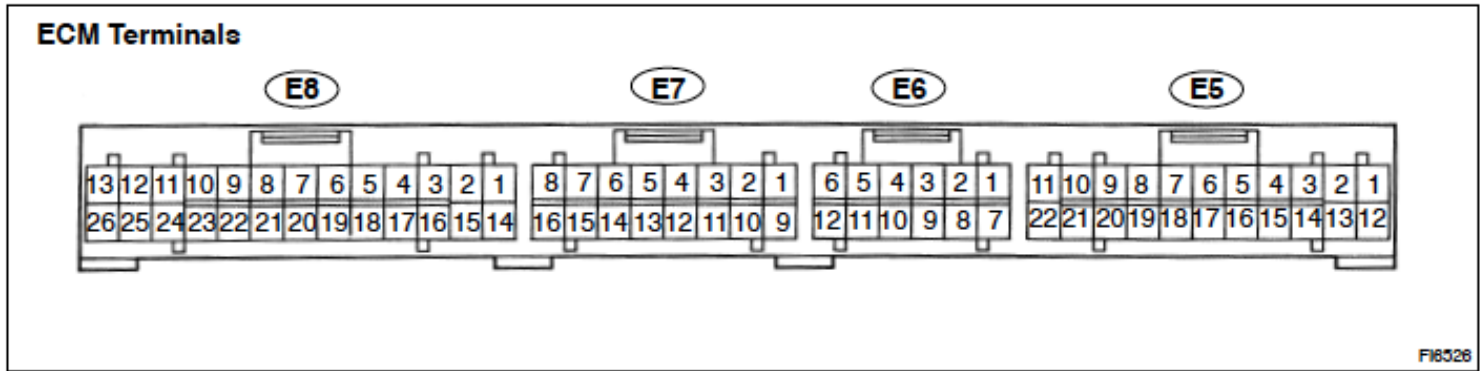 ECM Terminals
E8 E7 E6 E5
13 12 11 10 9 8 7 6 5 4 3 2 1 8 7 6 5 4 3 2 1 6 5 4 3 2 1 11 10 9 8 7 6 5 4 3 2 1
26 25 24 23 22 21 20 19 18 17 16 15 14 16 15 14 13 12 11 10 9 12 11 10 9 8 7 22 21 20 19 18 17 16 15 14 13 12
FI6526